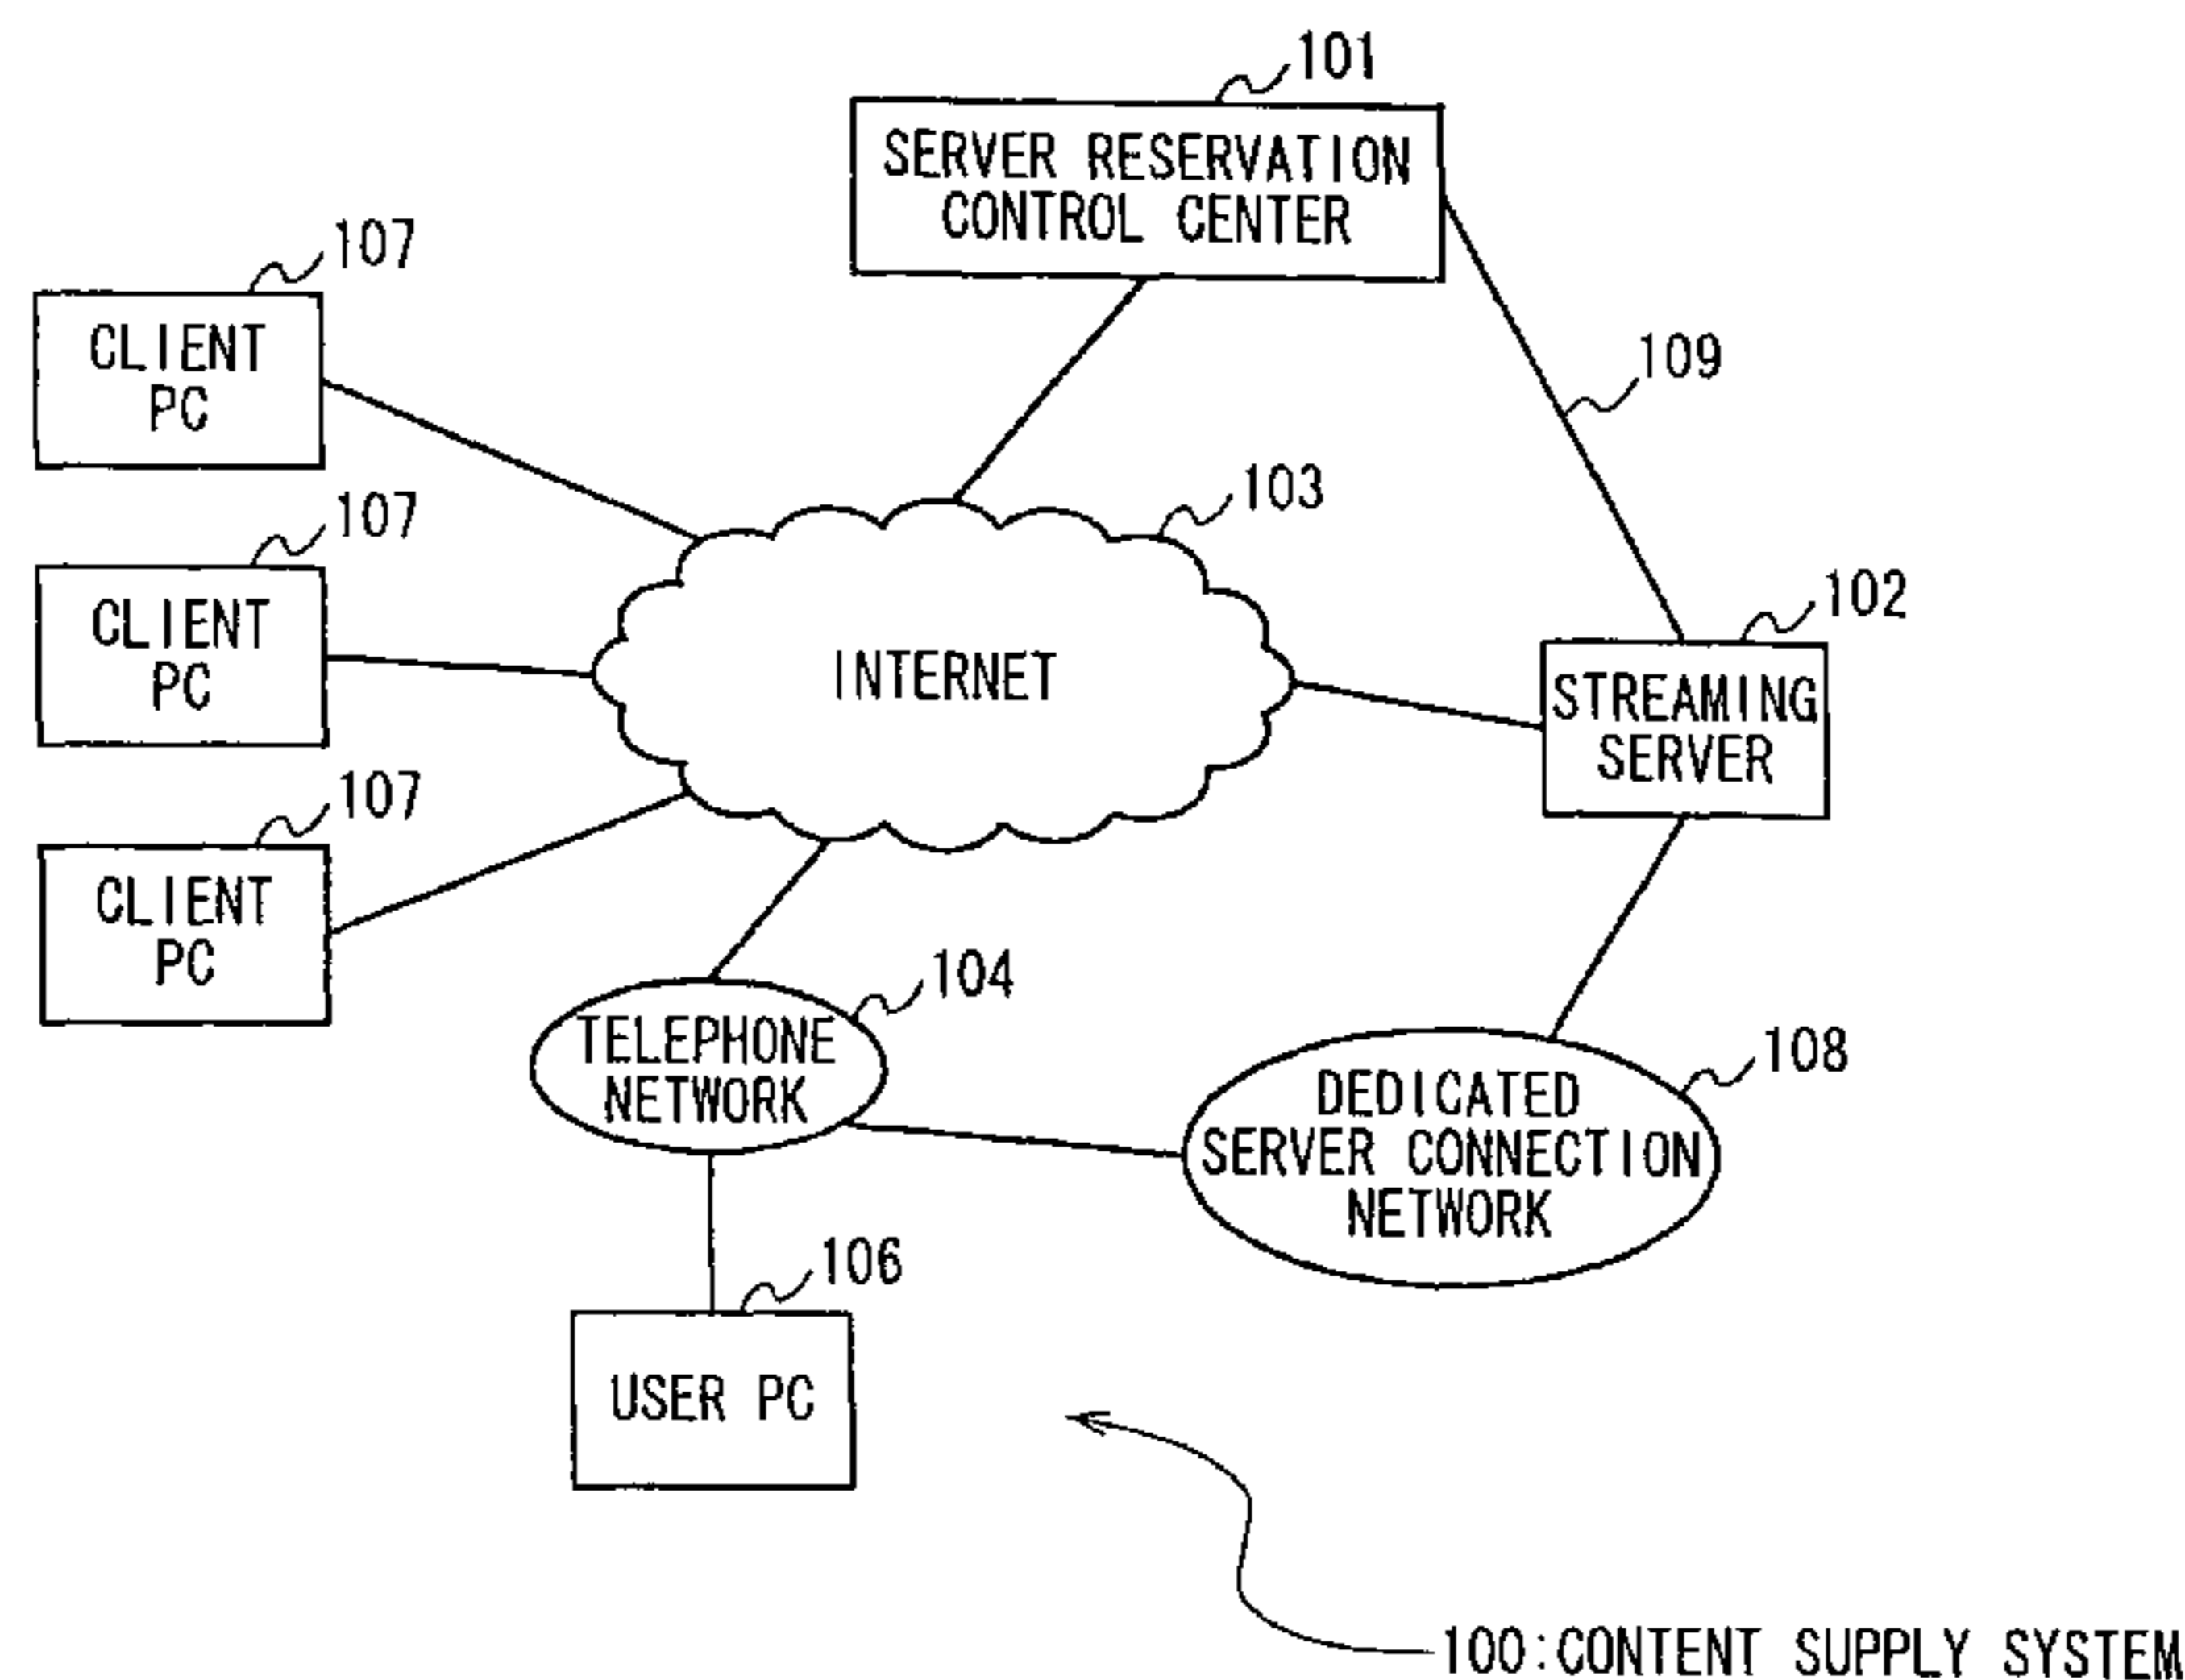 101
SERVER RESERVATION
CONTROL CENTER
107
CLIENT
PC
109
107
103
CLIENT
PC
INTERNET
102
STREAMING
SERVER
107
CLIENT
PC
104
TELEPHONE
NETWORK
108
DEDICATED
SERVER CONNECTION
NETWORK
106
USER PC
100:CONTENT SUPPLY SYSTEM